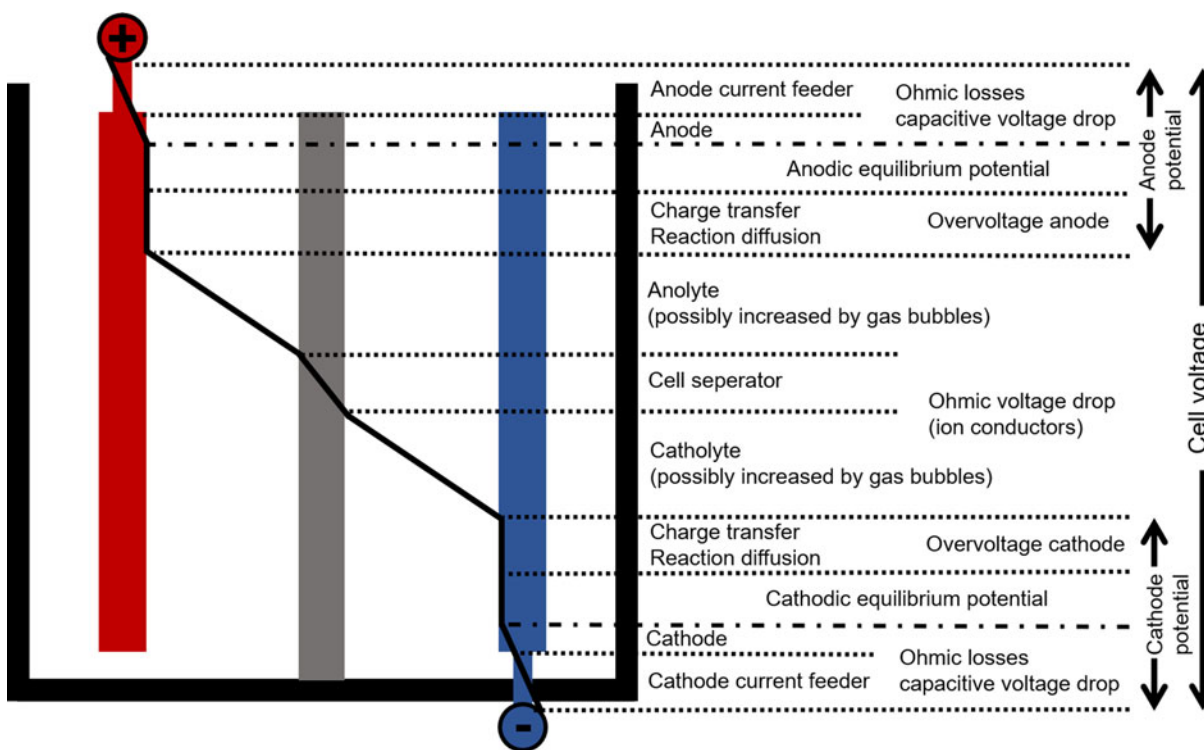 +
Anode current feeder
Ohmic losses
capacitive voltage drop
Anode
Anodic equilibrium potential
Charge transfer
Reaction diffusion
Overvoltage anode
Anode
potential
Anolyte
(possibly increased by gas bubbles)
Cell seperator
Ohmic voltage drop
(ion conductors)
Cell voltage
Catholyte
(possibly increased by gas bubbles)
Charge transfer
Reaction diffusion
Overvoltage cathode
Cathodic equilibrium potential
Cathode
potential
Cathode
Ohmic losses
capacitive voltage drop
Cathode current feeder
-